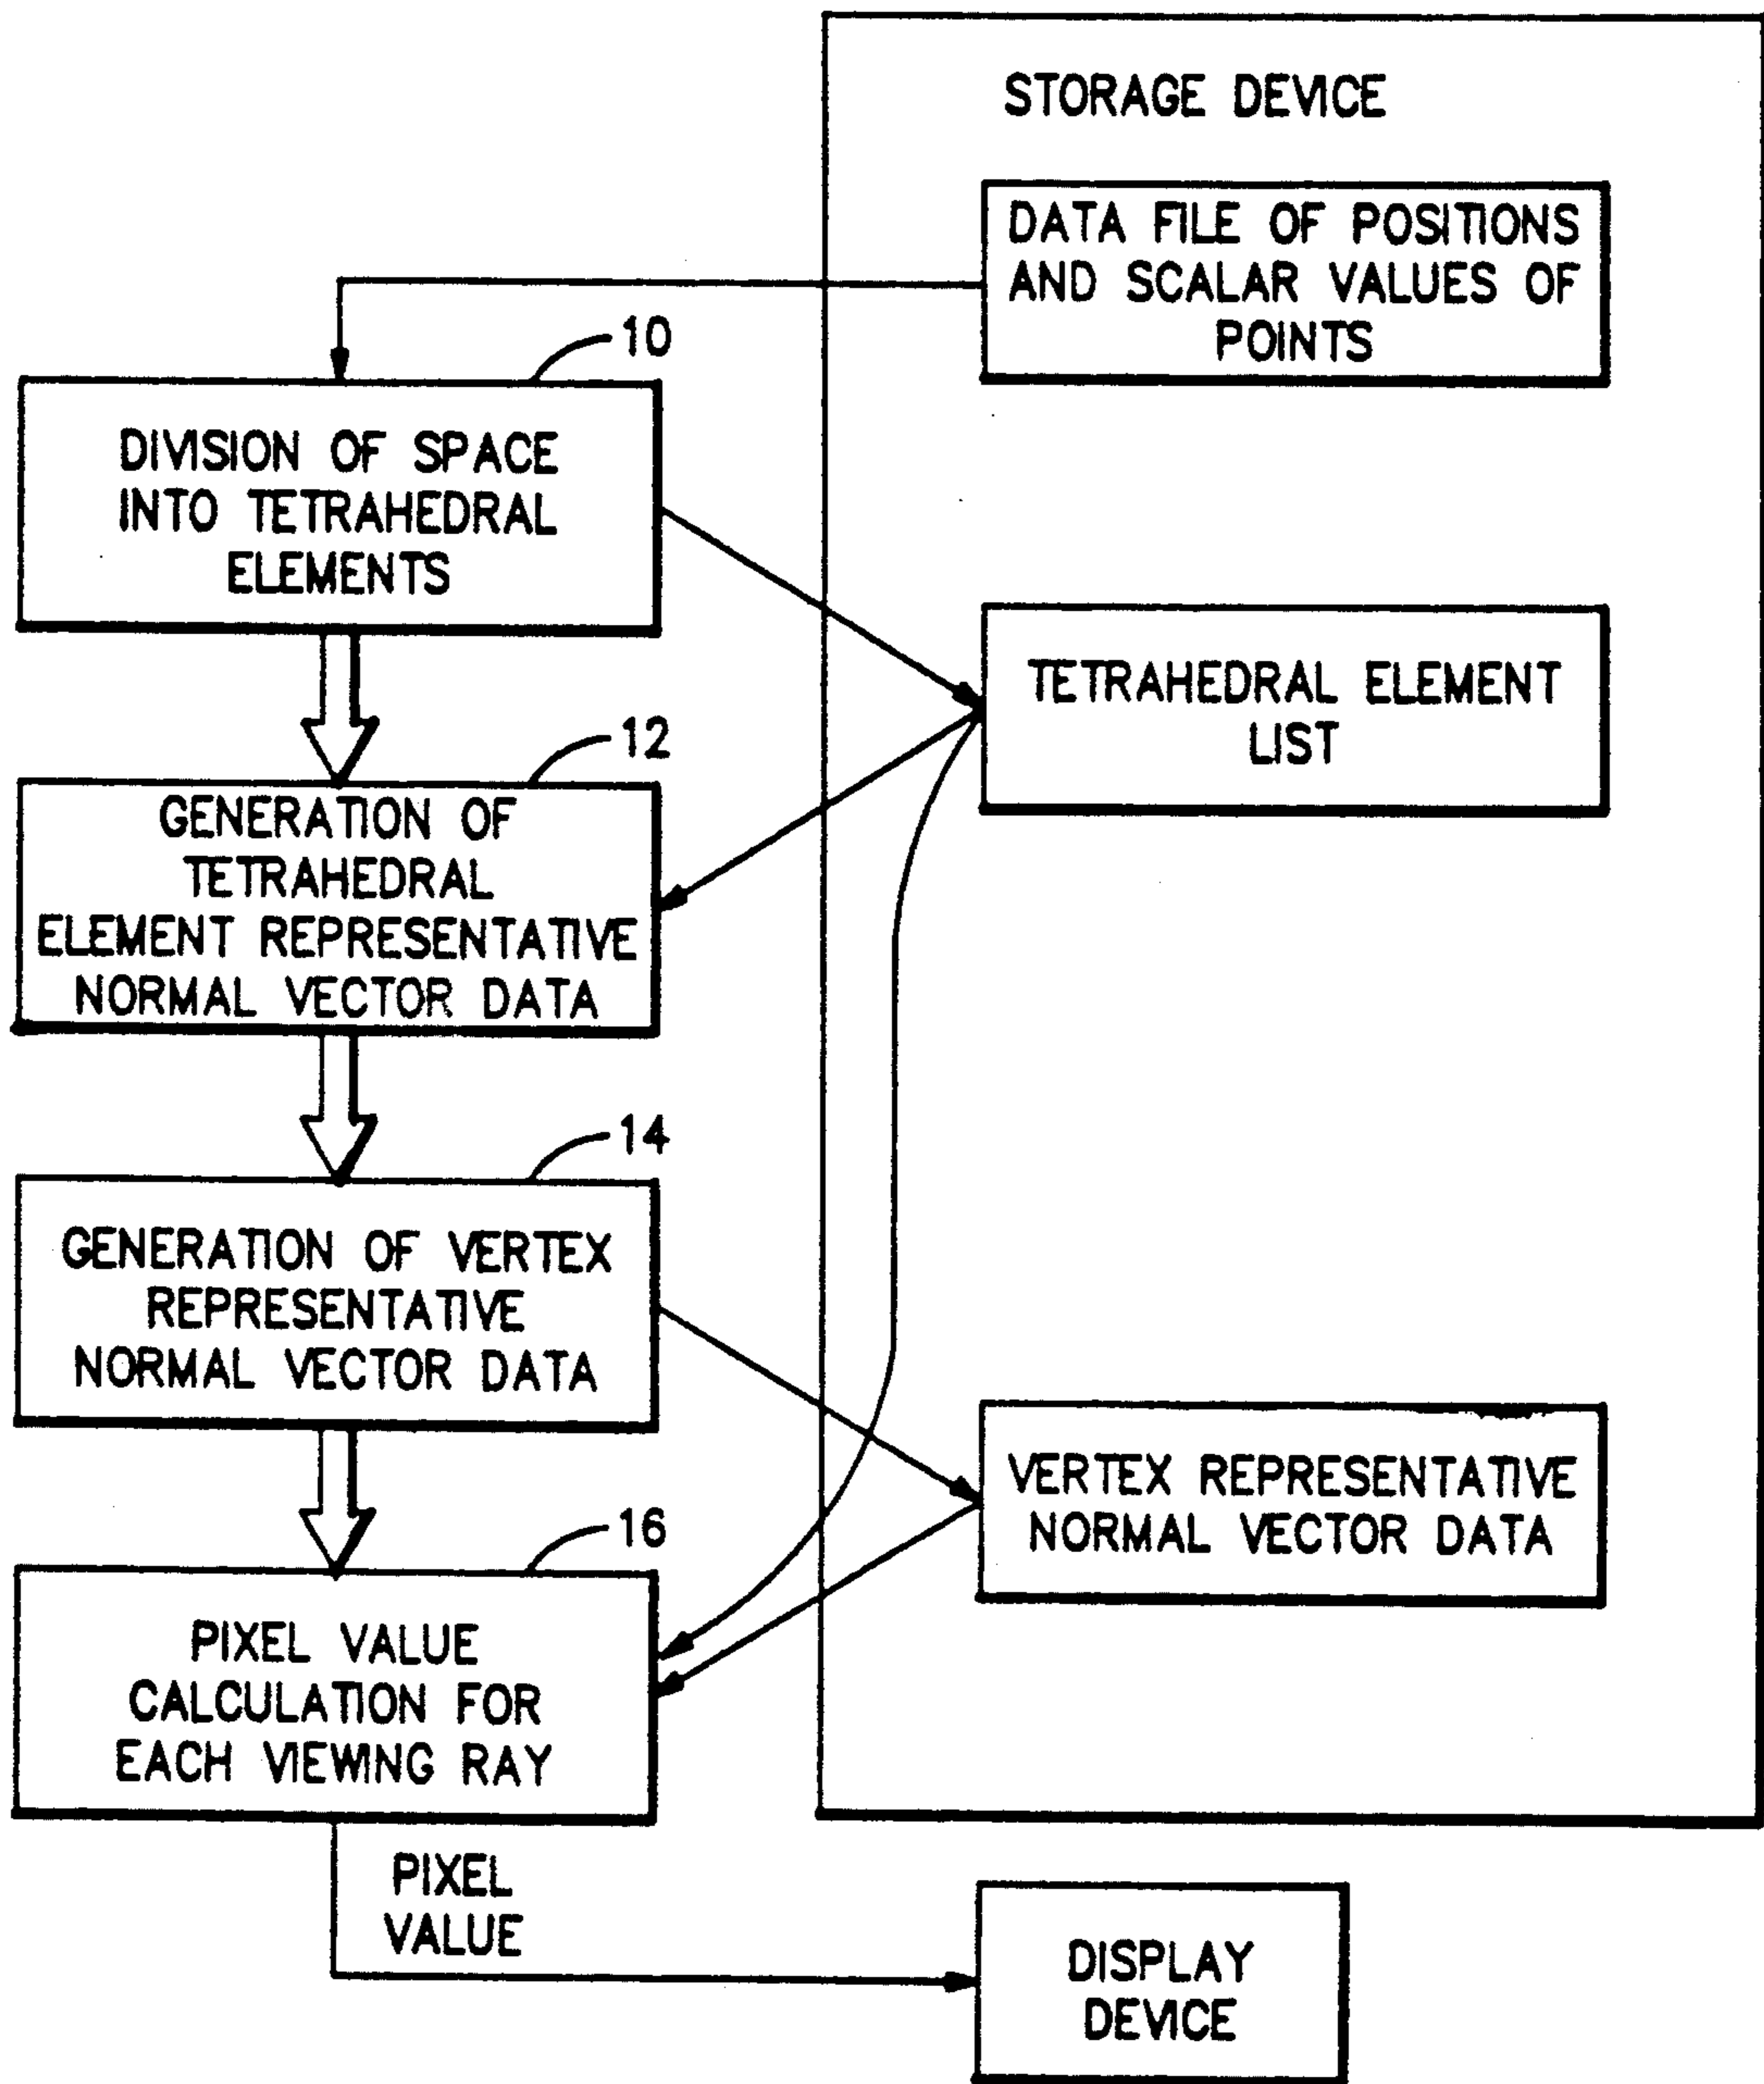 STORAGE DEVICE
DATA FILE OF POSITIONS
AND SCALAR VALUES OF
POINTS
10
DIVISION OF SPACE
INTO TETRAHEDRAL
ELEMENTS
TETRAHEDRAL ELEMENT
LIST
12
GENERATION OF
TETRAHEDRAL
ELEMENT REPRESENTATIVE
NORMAL VECTOR DATA
14
GENERATION OF VERTEX
REPRESENTATIVE
NORMAL VECTOR DATA
VERTEX REPRESENTATIVE
NORMAL VECTOR DATA
16
PIXEL VALUE
CALCULATION FOR
EACH VIEWING RAY
PIXEL
VALUE
DISPLAY
DEVICE